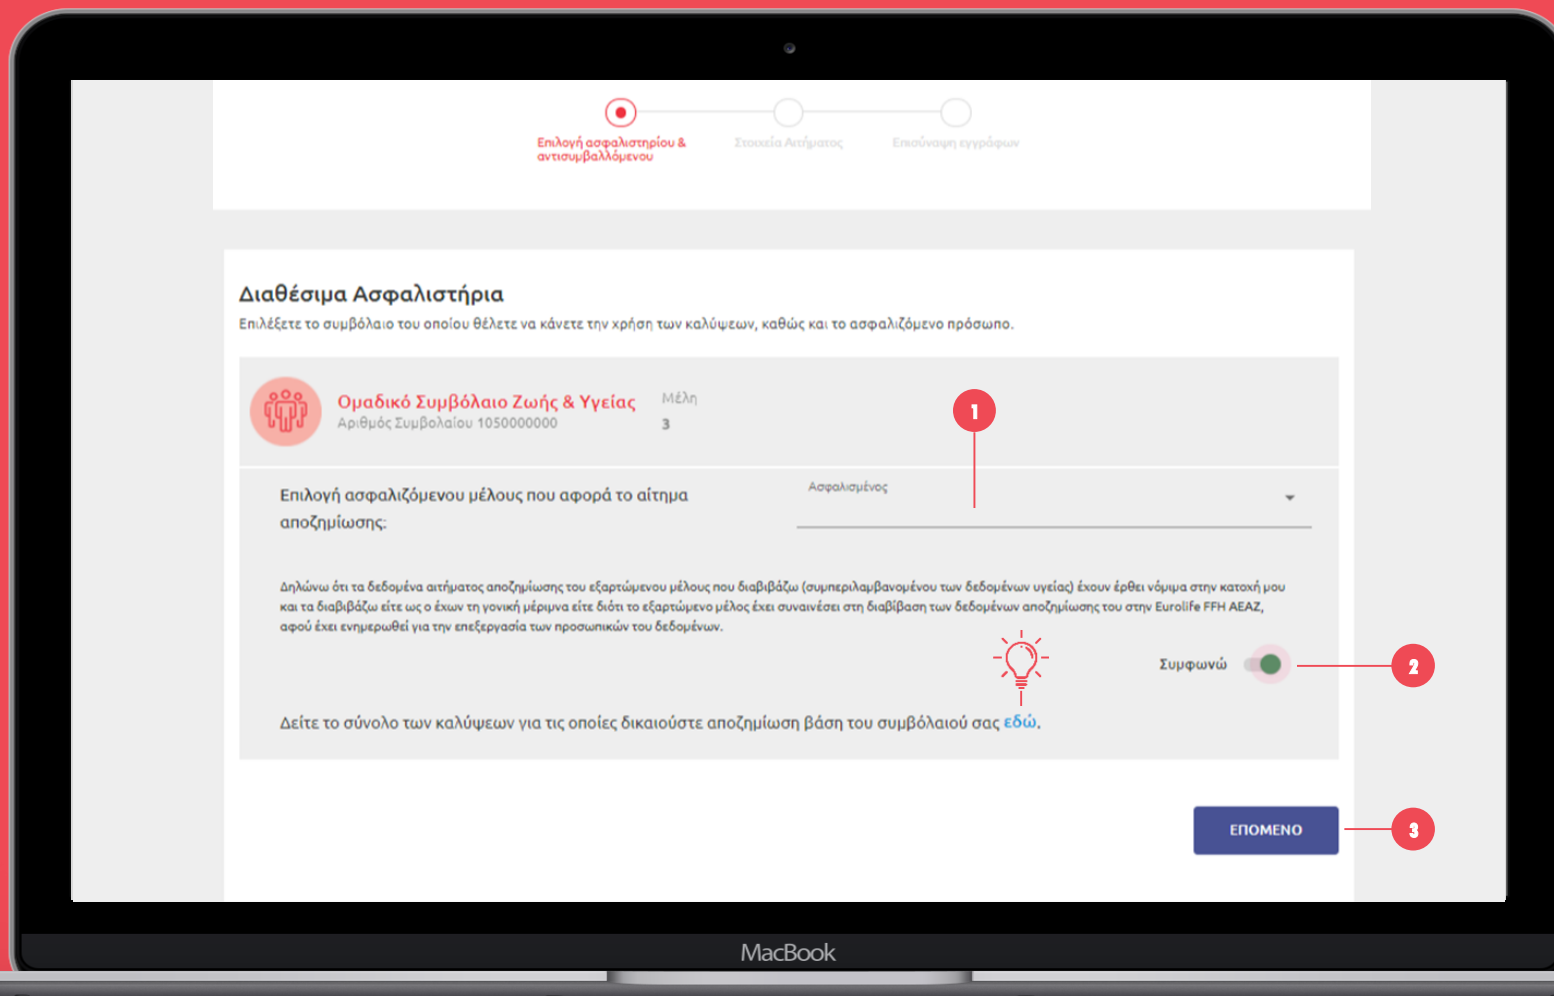 Επιλογή ασφαλιστηρίου &
αντισυμβαλλόμενου
Στοιχεία Αιτήματος
Επισύναψη εγγράφων
Διαθέσιμα Ασφαλιστήρια
Επιλέξετε το συμβόλαιο του οποίου θέλετε να κάνετε την χρήση των καλύψεων, καθώς και το ασφαλιζόμενο πρόσωπο.
Ομαδικό Συμβόλαιο Ζωής & Υγείας
Αριθμός Συμβολαίου 1050000000
Μέλη
3
1
Επιλογή ασφαλιζόμενου μέλους που αφορά το αίτημα
αποζημίωσης:
Ασφαλισμένος
Δηλώνω ότι τα δεδομένα αιτήματος αποζημίωσης του εξαρτώμενου μέλους που διαβιβάζω (συμπεριλαμβανομένου των δεδομένων υγείας) έχουν έρθει νόμιμα στην κατοχή μου
και τα διαβιβάζω είτε ως ο έχων τη γονική μέριμνα είτε διότι το εξαρτώμενο μέλος έχει συναινέσει στη διαβίβαση των δεδομένων αποζημίωσης του στην Eurolife FFH AEAZ,
αφού έχει ενημερωθεί για την επεξεργασία των προσωπικών του δεδομένων.
Συμφωνώ
2
Δείτε το σύνολο των καλύψεων για τις οποίες δικαιούστε αποζημίωση βάση του συμβόλαιού σας εδώ.
ΕΠΟΜΕΝΟ
3
MacBook